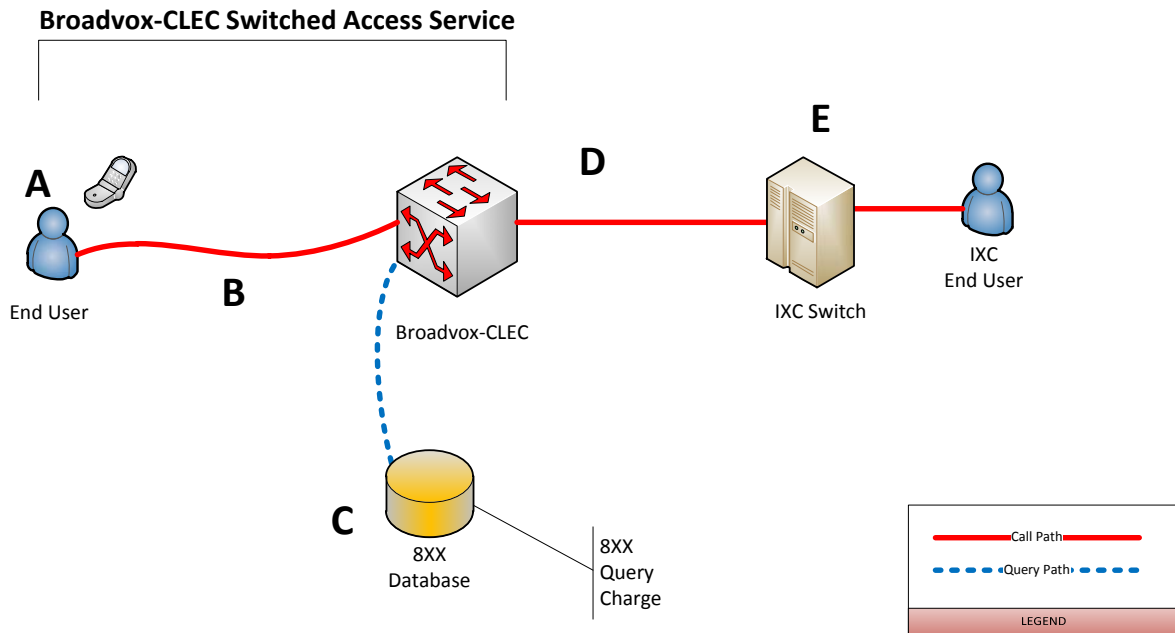 Broadvox-CLEC Switched Access Service
A
B
C
D
E
End User
Broadvox-CLEC
IXC Switch
IXC
End User
8XX
Database
8XX
Query
Charge
Call Path
Query Path
LEGEND